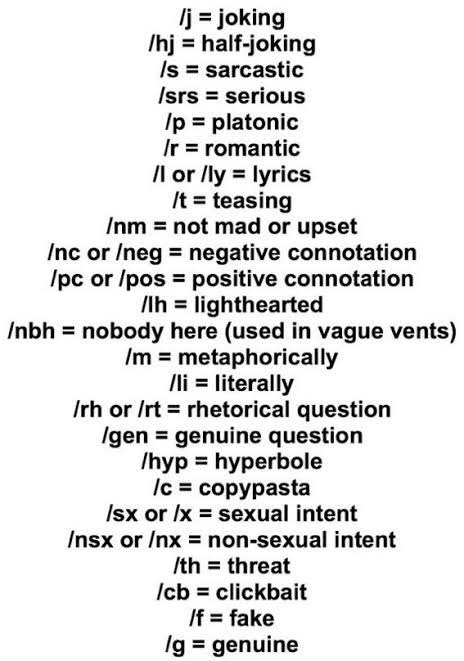 /j = joking
/hj = half-joking
/s = sarcastic
/srs = serious
/p = platonic
/r = romantic
/l or /ly = lyrics
/t = teasing
/nm = not mad or upset
/nc or /neg = negative connotation
/pc or /pos = positive connotation
/lh = lighthearted
/nbh = nobody here (used in vague vents)
/m = metaphorically
/li = literally
/rh or /rt = rhetorical question
/gen = genuine question
/hyp = hyperbole
/c = copypasta
/sx or /x = sexual intent
/nsx or /nx = non-sexual intent
/th = threat
/cb = clickbait
/f = fake
/g = genuine